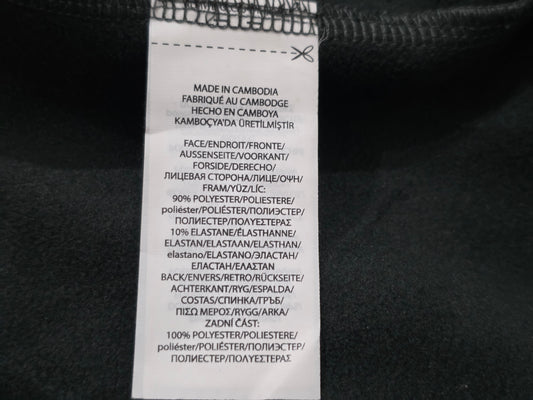 MADE IN CAMBODIA
FABRIQUÉ AU CAMBODGE
HECHO EN CAMBOYA
KAMBOÇYA'DA ÜRETİLMİŞTİR
FACE/ENDROIT/FRONTE/
AUSSENSEITE/VOORKANT/
FORSIDE/DERECHO/
ЛИЦЕВАЯ СТОРОНА/ЛИЦЕ/ΟΨΗ/
FRAM/YÜZ/LÍC:
90% POLYESTER/POLIESTERE/
poliéster/POLIÉSTER/ПОЛИЭСТЕР/
ПОЛИЕСТЕР/ΠΟΛΥΕΣΤΕΡΑΣ
10% ELASTANE/ÉLASTHANNE/
ELASTAN/ELASTAAN/ELASTHAN/
elastano/ELASTANO/ЭЛАСТАН/
ЕЛАСТАН/ΕΛΑΣΤΑΝ
BACK/ENVERS/RETRO/RÜCKSEITE/
ACHTERKANT/RYG/ESPALDA/
COSTAS/СПИНКА/ГРЪБ/
ΠΙΣΩ ΜΕΡΟΣ/RYGG/ARKA/
ZADNÍ ČÁST:
100% POLYESTER/POLIESTERE/
poliéster/POLIÉSTER/ПОЛИЭСТЕР/
ПОЛИЕСТЕР/ΠΟΛΥΕΣΤΕΡΑΣ